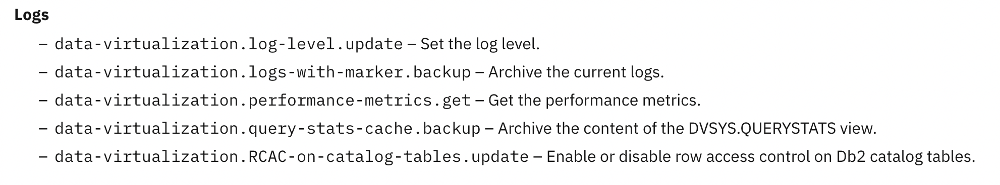 Logs
– data-virtualization.log-level.update – Set the log level.
– data-virtualization.logs-with-marker.backup – Archive the current logs.
– data-virtualization.performance-metrics.get – Get the performance metrics.
– data-virtualization.query-stats-cache.backup – Archive the content of the DVSYS.QUERYSTATS view.
– data-virtualization.RCAC-on-catalog-tables.update – Enable or disable row access control on Db2 catalog tables.